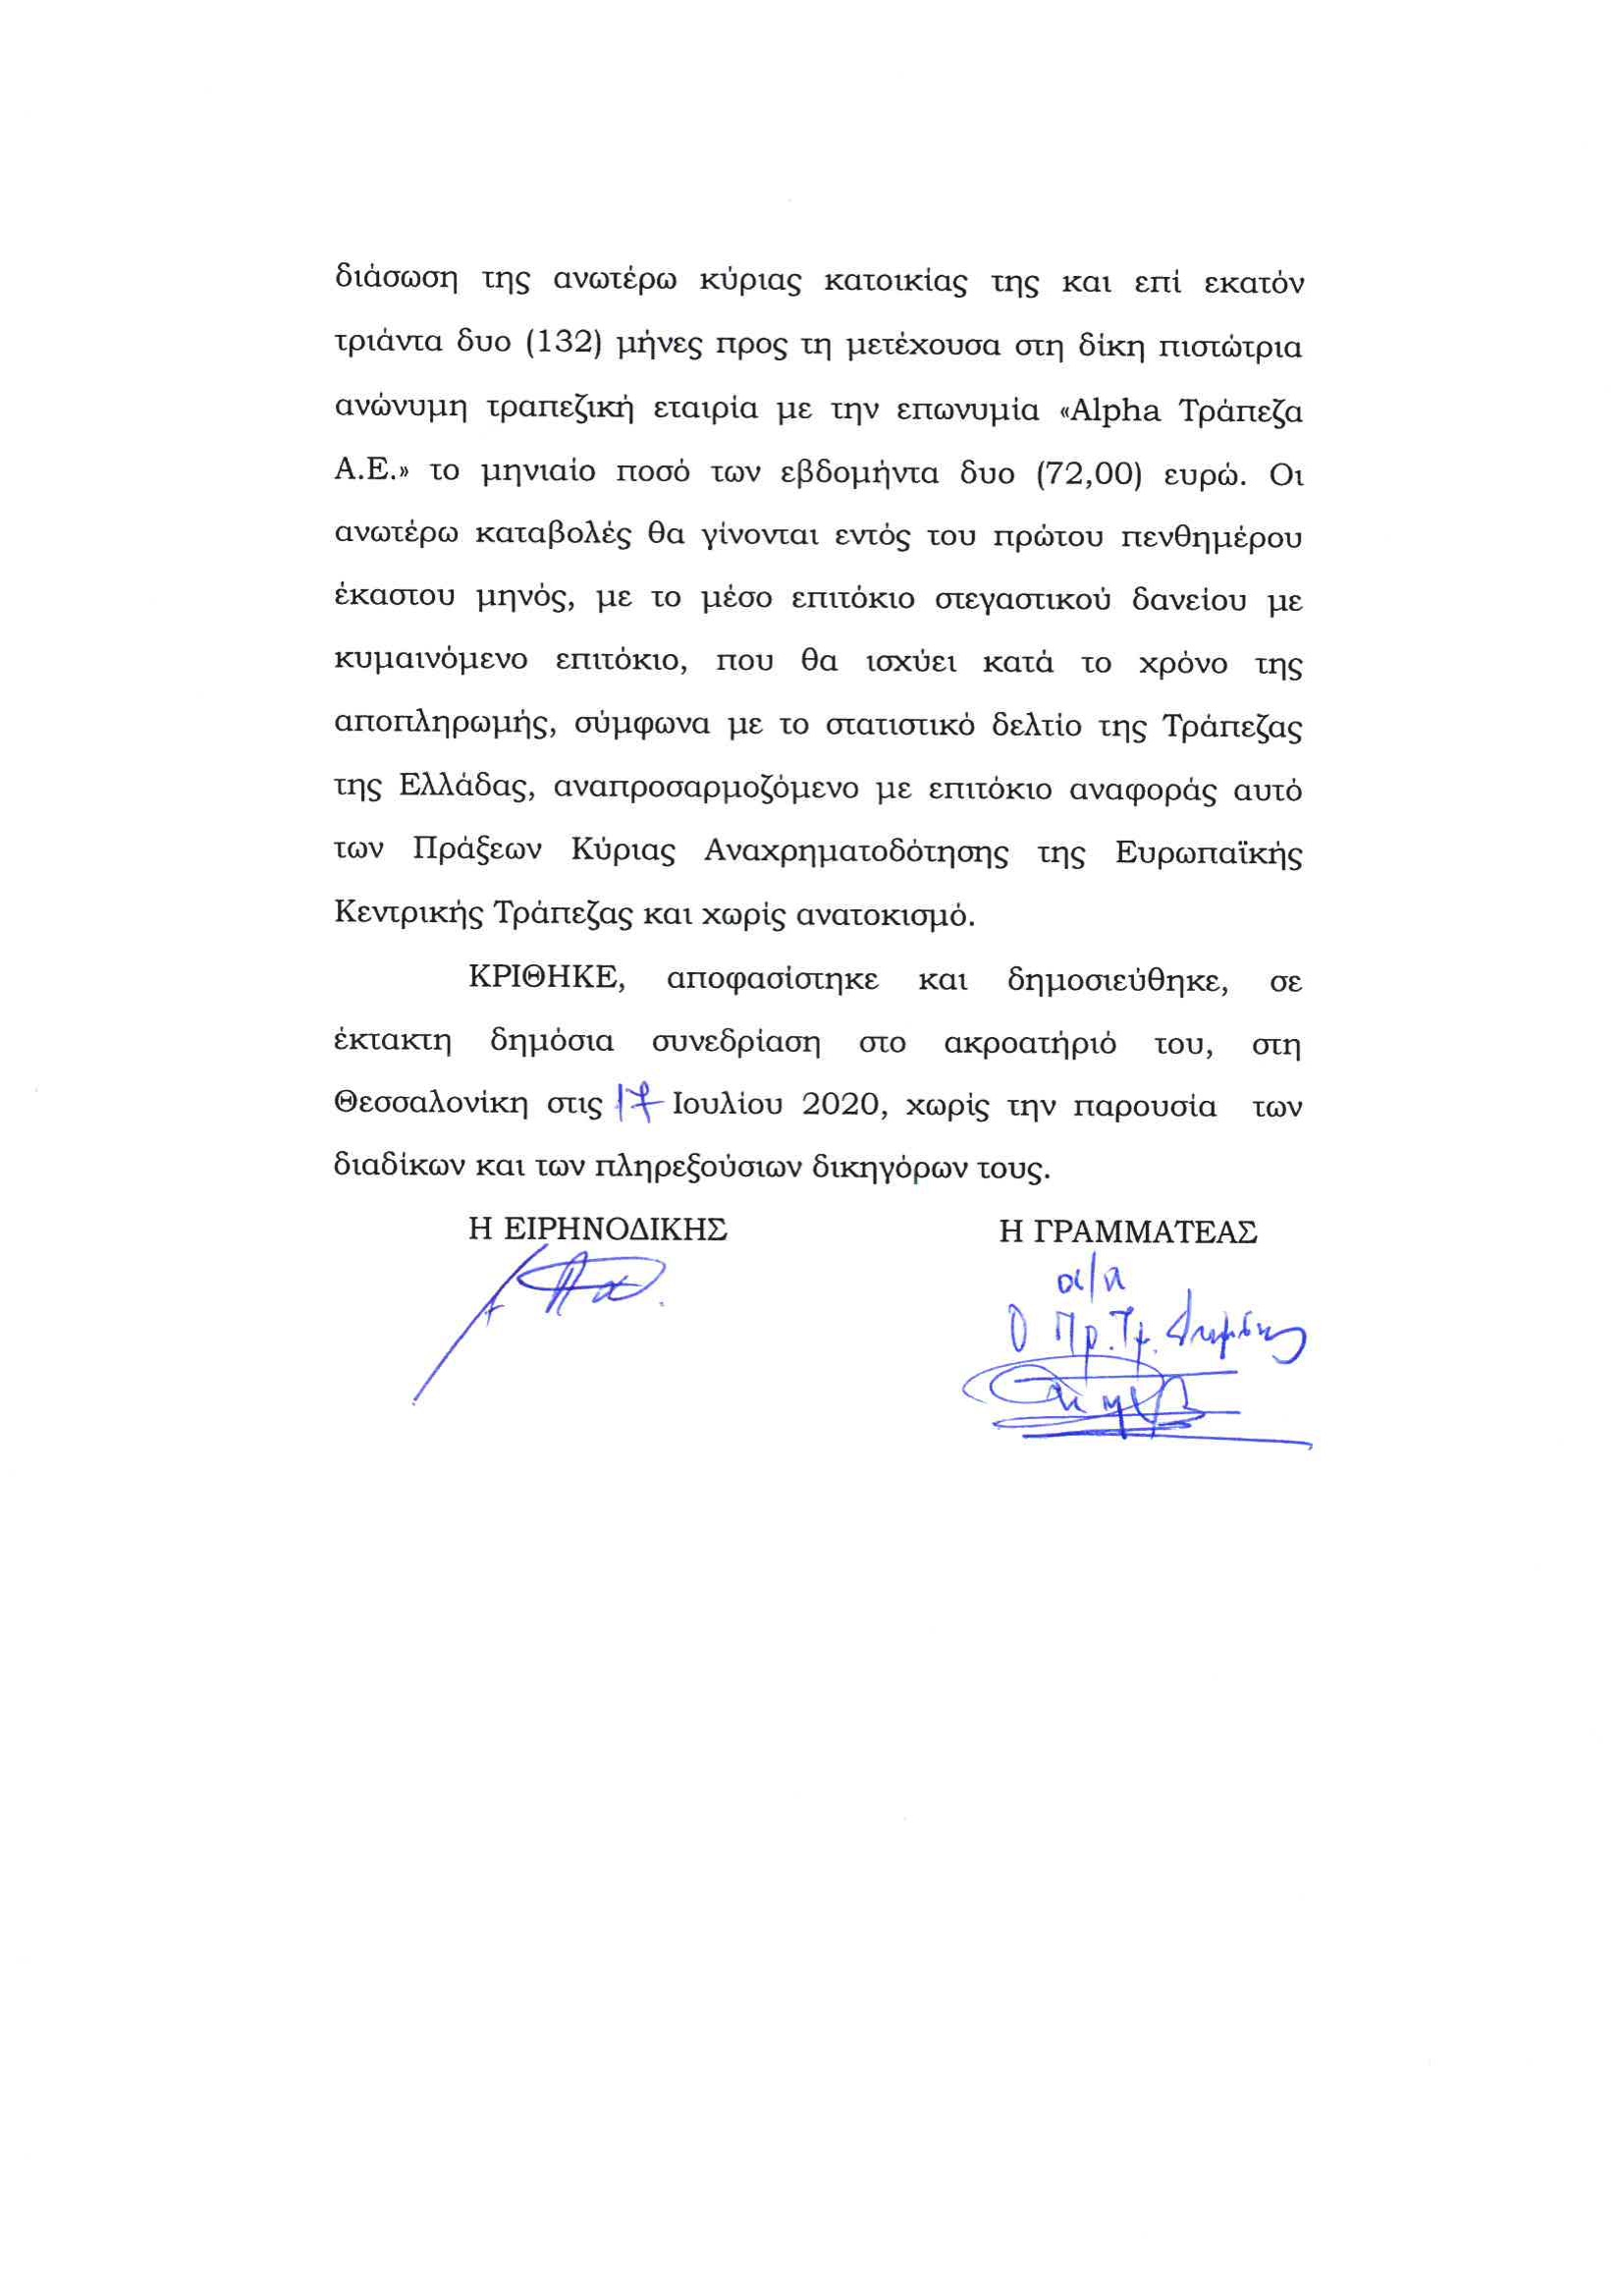 διάσωση της ανωτέρω κύριας κατοικίας της και επί εκατόν
τριάντα δυο (132) μήνες προς τη μετέχουσα στη δίκη πιστώτρια
ανώνυμη τραπεζική εταιρία με την επωνυμία «Alpha Τράπεζα
Α.Ε.» το μηνιαίο ποσό των εβδομήντα δυο (72,00) ευρώ. Οι
ανωτέρω καταβολές θα γίνονται εντός του πρώτου πενθημέρου
έκαστου μηνός, με το μέσο επιτόκιο στεγαστικού δανείου με
κυμαινόμενο επιτόκιο, που θα ισχύει κατά το χρόνο της
αποπληρωμής, σύμφωνα με το στατιστικό δελτίο της Τράπεζας
της Ελλάδας, αναπροσαρμοζόμενο με επιτόκιο αναφοράς αυτό
των Πράξεων Κύριας Αναχρηματοδότησης της Ευρωπαϊκής
Κεντρικής Τράπεζας και χωρίς ανατοκισμό.
ΚΡΙΘΗΚΕ, αποφασίστηκε και δημοσιεύθηκε, σε
έκτακτη δημόσια συνεδρίαση στο ακροατήριό του, στη
Θεσσαλονίκη στις 17 Ιουλίου 2020, χωρίς την παρουσία των
διαδίκων και των πληρεξούσιων δικηγόρων τους.
Η ΕΙΡΗΝΟΔΙΚΗΣ Η ΓΡΑΜΜΑΤΕΑΣ
α/α
Ο Πρ. Τμ.